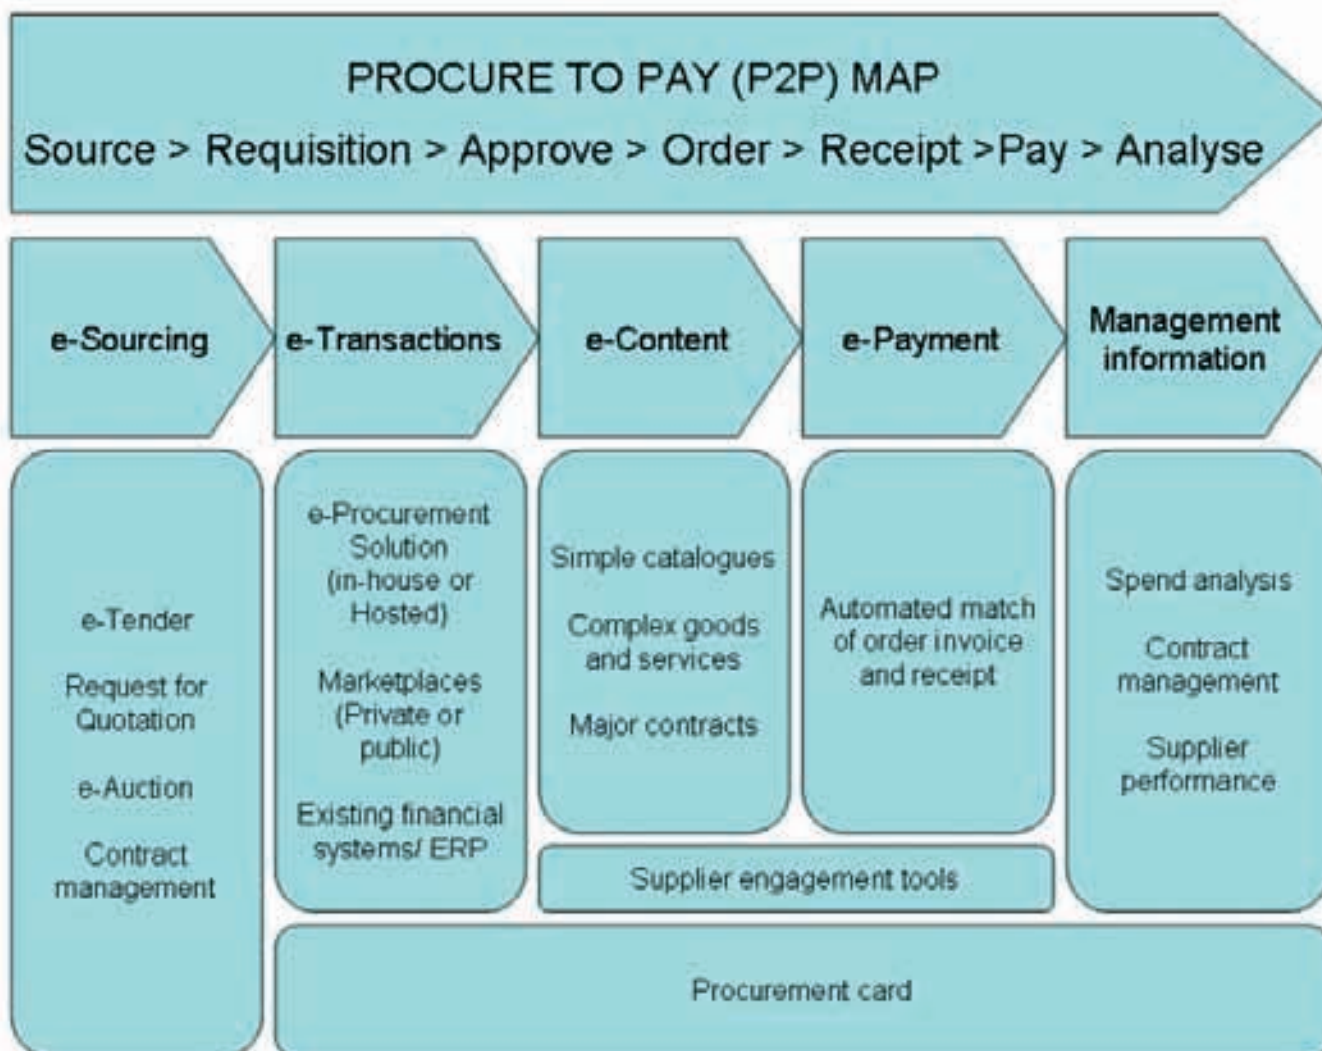 PROCURE TO PAY (P2P) MAP
Source > Requisition > Approve > Order > Receipt >Pay > Analyse
e-Sourcing
e-Transactions
e-Content
e-Payment
Management
information
e-Tender
Request for
Quotation
e-Auction
Contract
management
e-Procurement
Solution
(in-house or
Hosted)
Marketplaces
(Private or
public)
Existing financial
systems/ ERP
Simple catalogues
Complex goods
and services
Major contracts
Automated match
of order invoice
and receipt
Spend analysis
Contract
management
Supplier
performance
Supplier engagement tools
Procurement card